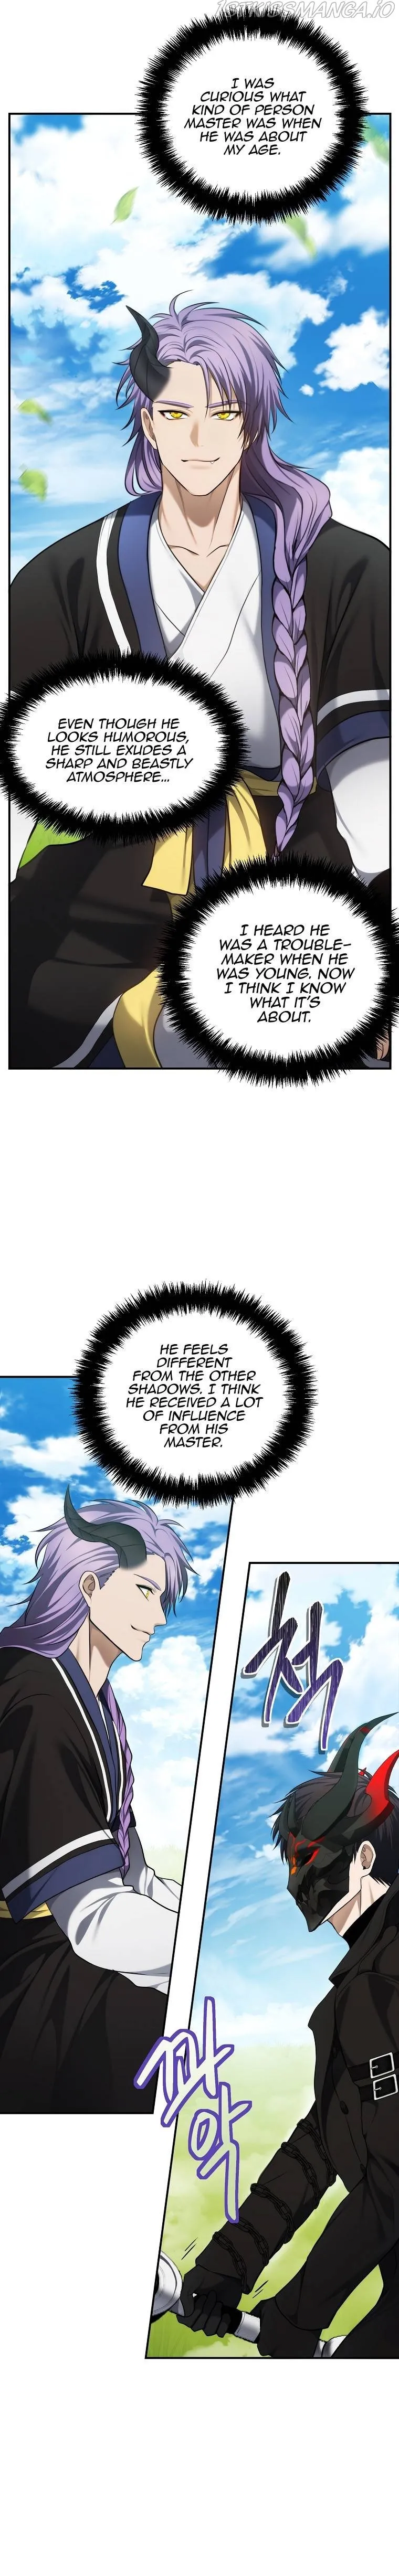 1STKISSMANGA.IO
I WAS
CURIOUS WHAT
KIND OF PERSON
MASTER WAS WHEN
HE WAS ABOUT
MY AGE.
EVEN THOUGH HE
LOOKS HUMOROUS,
HE STILL EXUDES A
SHARP AND BEASTLY
ATMOSPHERE...
I HEARD HE
WAS A TROUBLE-
MAKER WHEN HE
WAS YOUNG. NOW
I THINK I KNOW
WHAT IT'S
ABOUT.
HE FEELS
DIFFERENT
FROM THE OTHER
SHADOWS. I THINK
HE RECEIVED A LOT
OF INFLUENCE
FROM HIS
MASTER.
척
콰
악